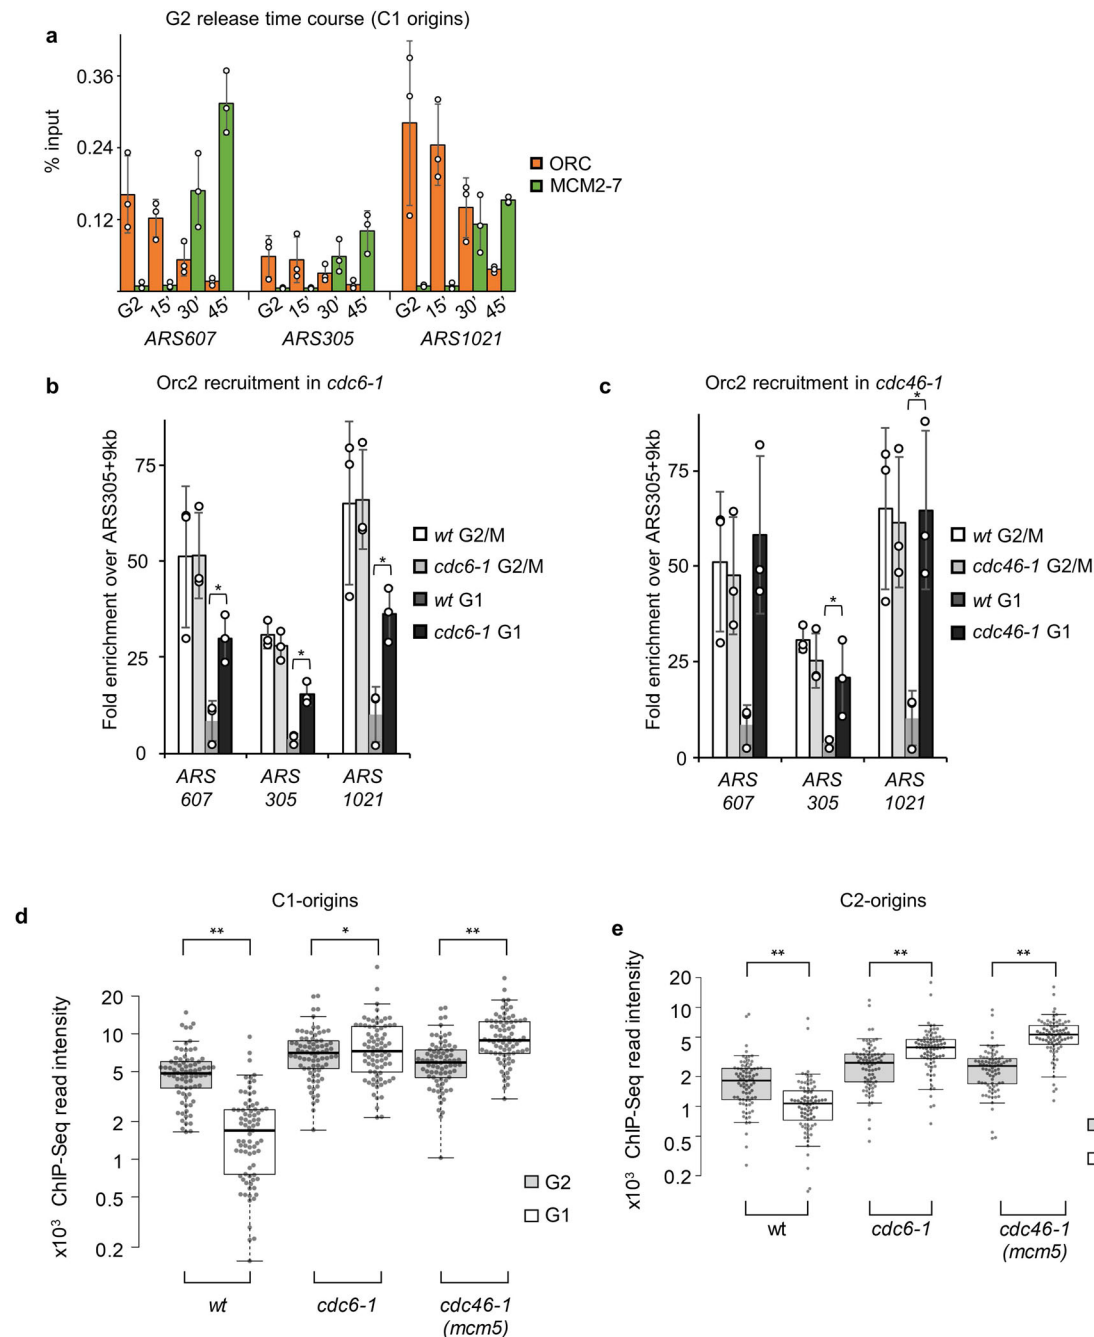 G2 release time course (C1 origins)
a
% input
0.36
0.24
0.12
ORC
MCM2-7
G2 15' 30' 45' G2 15' 30' 45' G2 15' 30' 45'
ARS607 ARS305 ARS1021
b
Orc2 recruitment in cdc6-1
Fold enrichment over ARS305+9kb
75
50
25
0
* * *
wt G2/M
cdc6-1 G2/M
wt G1
cdc6-1 G1
ARS ARS ARS
607 305 1021
c
Orc2 recruitment in cdc46-1
Fold enrichment over ARS305+9kb
75
50
25
0
* *
wt G2/M
cdc46-1 G2/M
wt G1
cdc46-1 G1
ARS ARS ARS
607 305 1021
d
C1-origins
x10³ ChIP-Seq read intensity
** * **
20
10
5
2
1
0.5
0.2
G2
G1
wt cdc6-1 cdc46-1
(mcm5)
e
C2-origins
x10³ ChIP-Seq read intensity
** ** **
20
10
5
2
1
0.5
0.2
wt cdc6-1 cdc46-1
(mcm5)